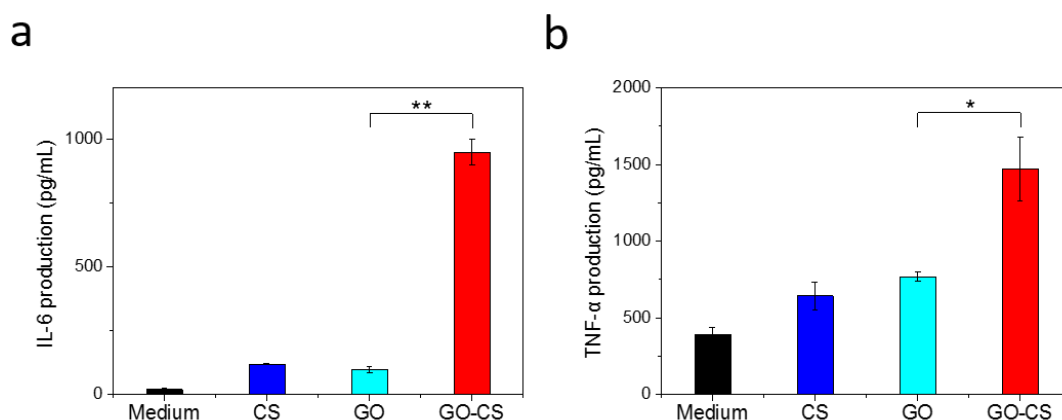 a
IL-6 production (pg/mL)
1000
500
0
**
Medium CS GO GO-CS
b
TNF-α production (pg/mL)
2000
1500
1000
500
0
*
Medium CS GO GO-CS